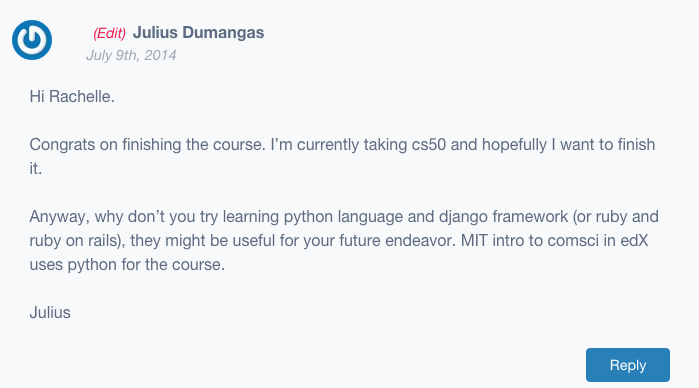 (Edit) Julius Dumangas
July 9th, 2014
Hi Rachelle.
Congrats on finishing the course. I’m currently taking cs50 and hopefully I want to finish
it.
Anyway, why don’t you try learning python language and django framework (or ruby and
ruby on rails), they might be useful for your future endeavor. MIT intro to comsci in edX
uses python for the course.
Julius
Reply